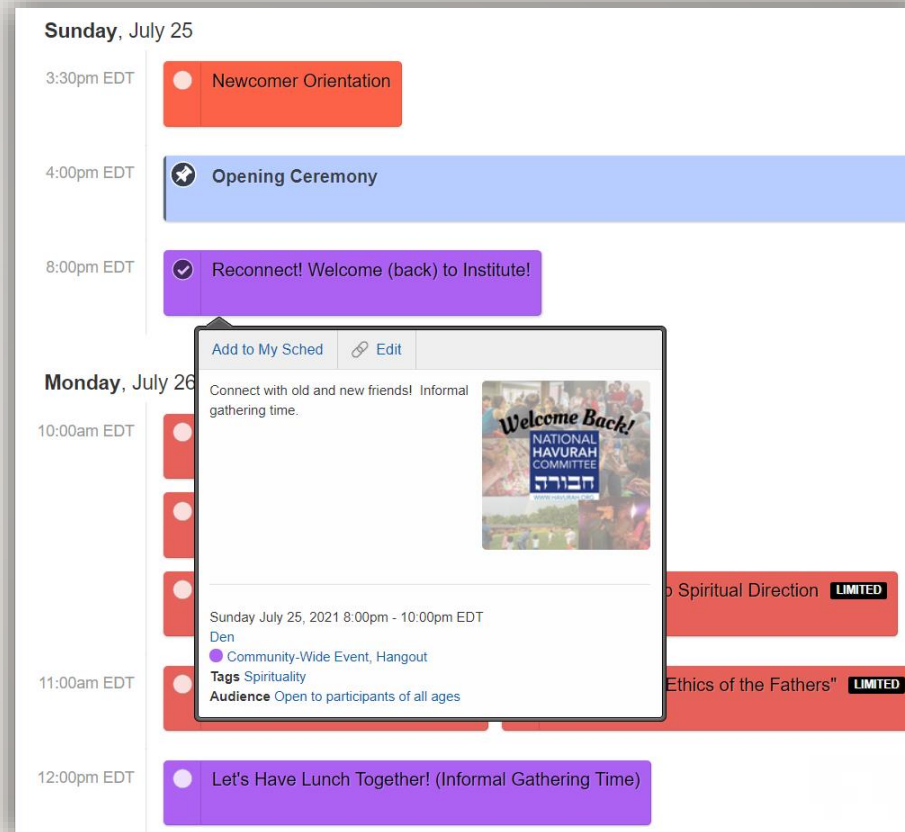 Sunday, July 25
3:30pm EDT
Newcomer Orientation
4:00pm EDT
Opening Ceremony
8:00pm EDT
Reconnect! Welcome (back) to Institute!
Add to My Sched
Edit
Connect with old and new friends! Informal
gathering time.
Welcome Back!
NATIONAL
HAVURAH
COMMITTEE
חבורה
WWW.HAVURAH.ORG
Sunday July 25, 2021 8:00pm - 10:00pm EDT
Den
Community-Wide Event, Hangout
Tags Spirituality
Audience Open to participants of all ages
Monday, July 26
10:00am EDT
Spiritual Direction LIMITED
11:00am EDT
Ethics of the Fathers" LIMITED
12:00pm EDT
Let's Have Lunch Together! (Informal Gathering Time)